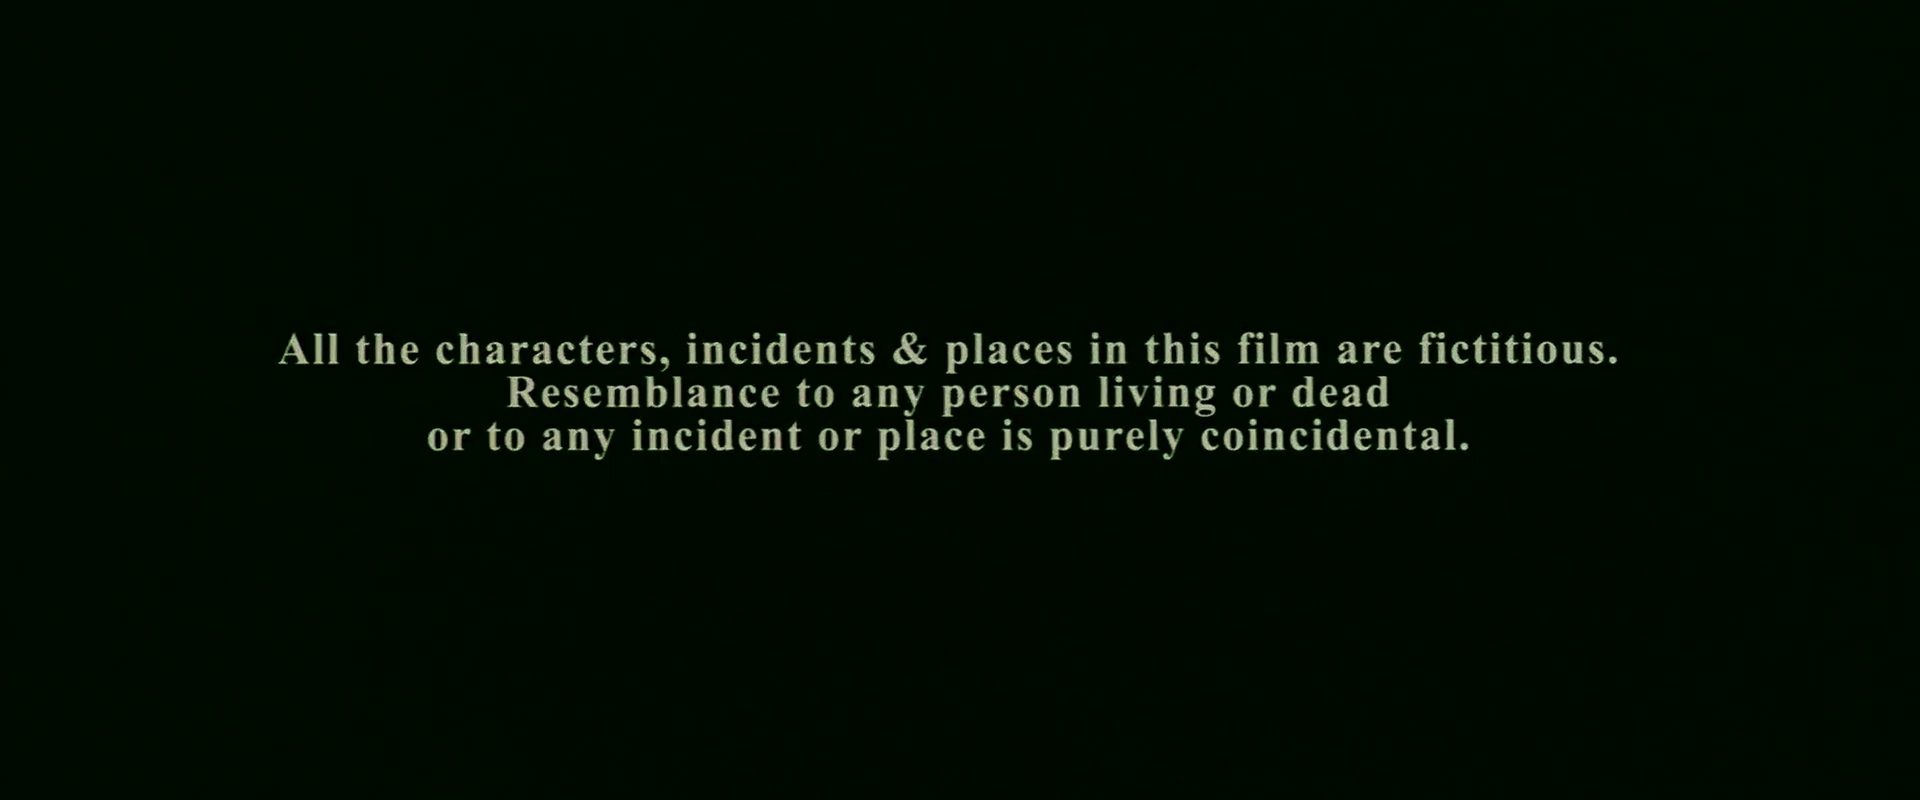 All the characters, incidents & places in this film are fictitious.
Resemblance to any person living or dead
or to any incident or place is purely coincidental.